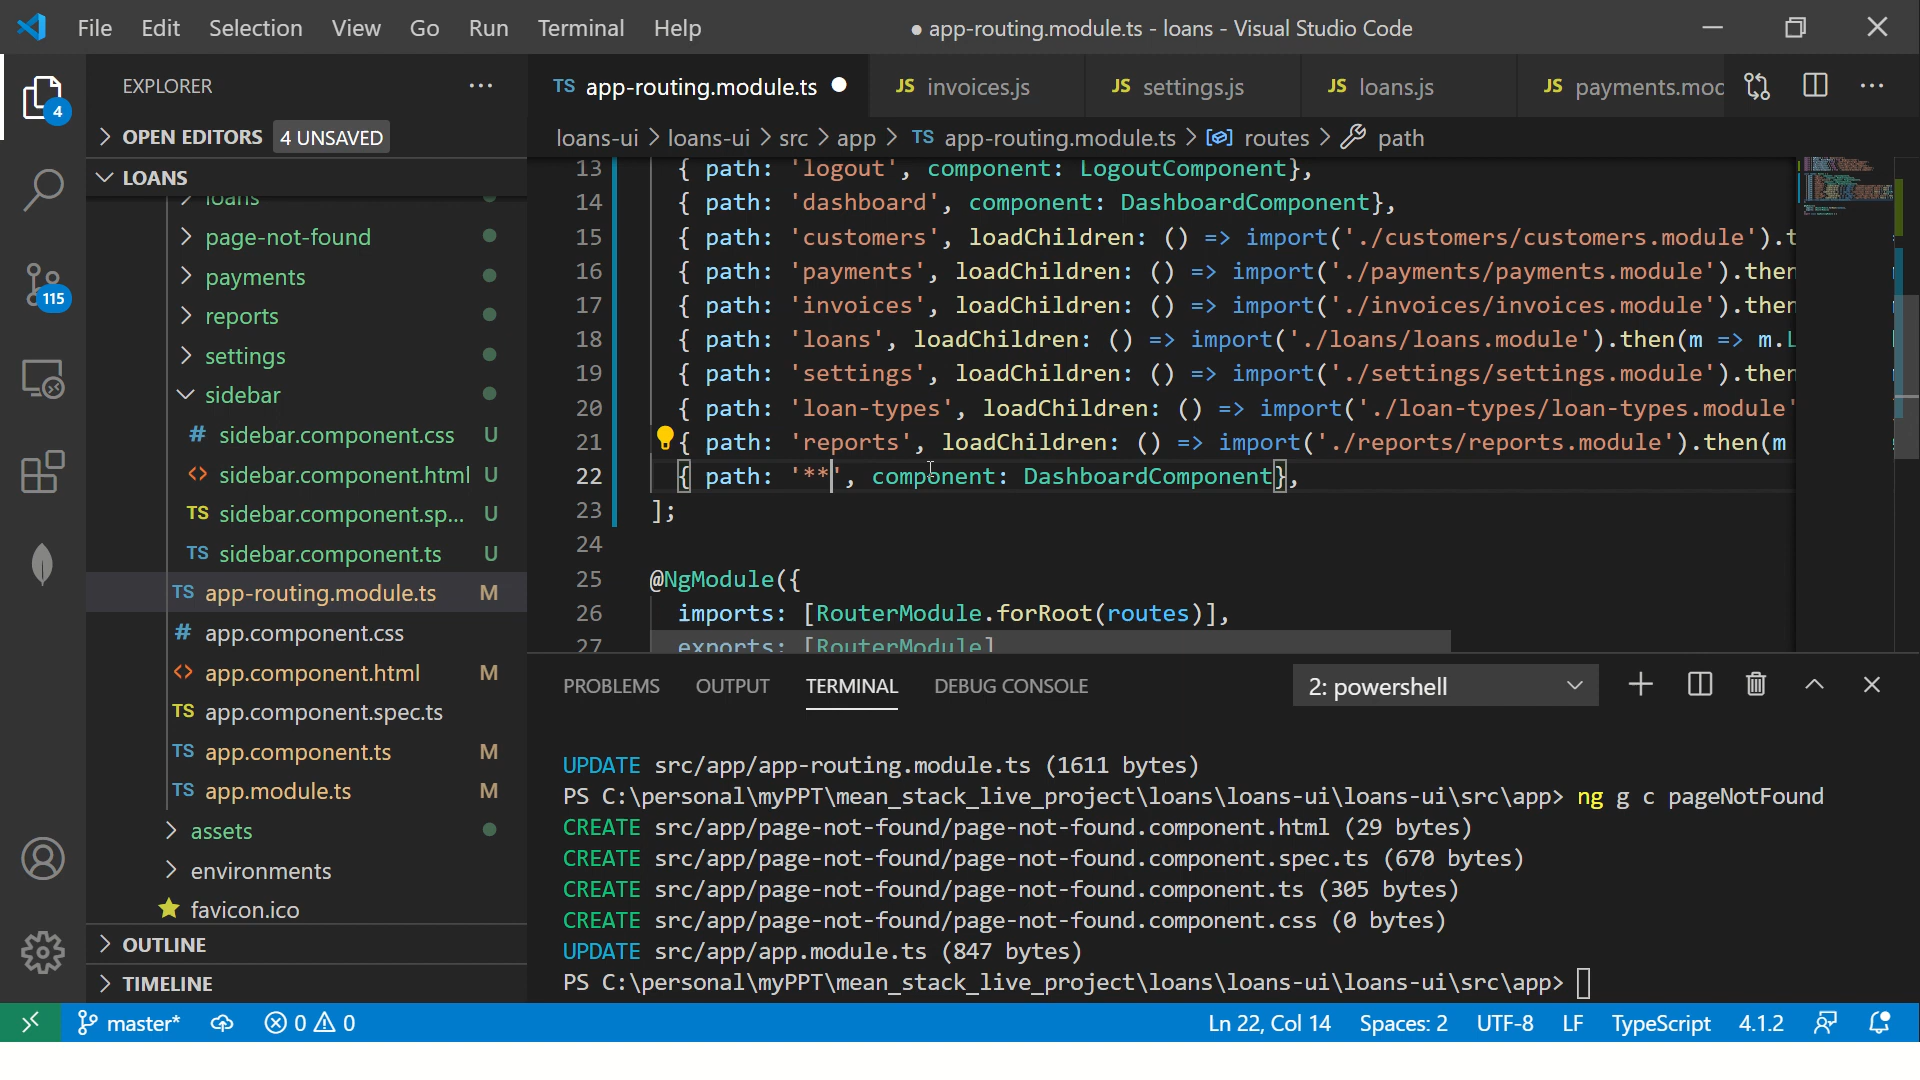 File Edit Selection View Go Run Terminal Help
● app-routing.module.ts - loans - Visual Studio Code
EXPLORER ...
TS app-routing.module.ts ●
JS invoices.js
JS settings.js
JS loans.js
JS payments.moc
4
OPEN EDITORS 4 UNSAVED
loans-ui > loans-ui > src > app > TS app-routing.module.ts > routes > path
LOANS
loans
page-not-found
payments
reports
settings
sidebar
# sidebar.component.css U
<> sidebar.component.html U
TS sidebar.component.sp... U
TS sidebar.component.ts U
TS app-routing.module.ts M
# app.component.css
<> app.component.html M
TS app.component.spec.ts
TS app.component.ts M
TS app.module.ts M
assets
environments
favicon.ico
OUTLINE
TIMELINE
115
13 { path: 'logout', component: LogoutComponent},
14 { path: 'dashboard', component: DashboardComponent},
15 { path: 'customers', loadChildren: () => import('./customers/customers.module').t
16 { path: 'payments', loadChildren: () => import('./payments/payments.module').then
17 { path: 'invoices', loadChildren: () => import('./invoices/invoices.module').then
18 { path: 'loans', loadChildren: () => import('./loans/loans.module').then(m => m.L
19 { path: 'settings', loadChildren: () => import('./settings/settings.module').then
20 { path: 'loan-types', loadChildren: () => import('./loan-types/loan-types.module'
21 { path: 'reports', loadChildren: () => import('./reports/reports.module').then(m
22 { path: '**', component: DashboardComponent},
23 ];
24
25 @NgModule({
26 imports: [RouterModule.forRoot(routes)],
27 exports: [RouterModule]
PROBLEMS OUTPUT TERMINAL DEBUG CONSOLE 2: powershell
UPDATE src/app/app-routing.module.ts (1611 bytes)
PS C:\personal\myPPT\mean_stack_live_project\loans\loans-ui\loans-ui\src\app> ng g c pageNotFound
CREATE src/app/page-not-found/page-not-found.component.html (29 bytes)
CREATE src/app/page-not-found/page-not-found.component.spec.ts (670 bytes)
CREATE src/app/page-not-found/page-not-found.component.ts (305 bytes)
CREATE src/app/page-not-found/page-not-found.component.css (0 bytes)
UPDATE src/app/app.module.ts (847 bytes)
PS C:\personal\myPPT\mean_stack_live_project\loans\loans-ui\loans-ui\src\app>
master* 0 0 Ln 22, Col 14 Spaces: 2 UTF-8 LF TypeScript 4.1.2